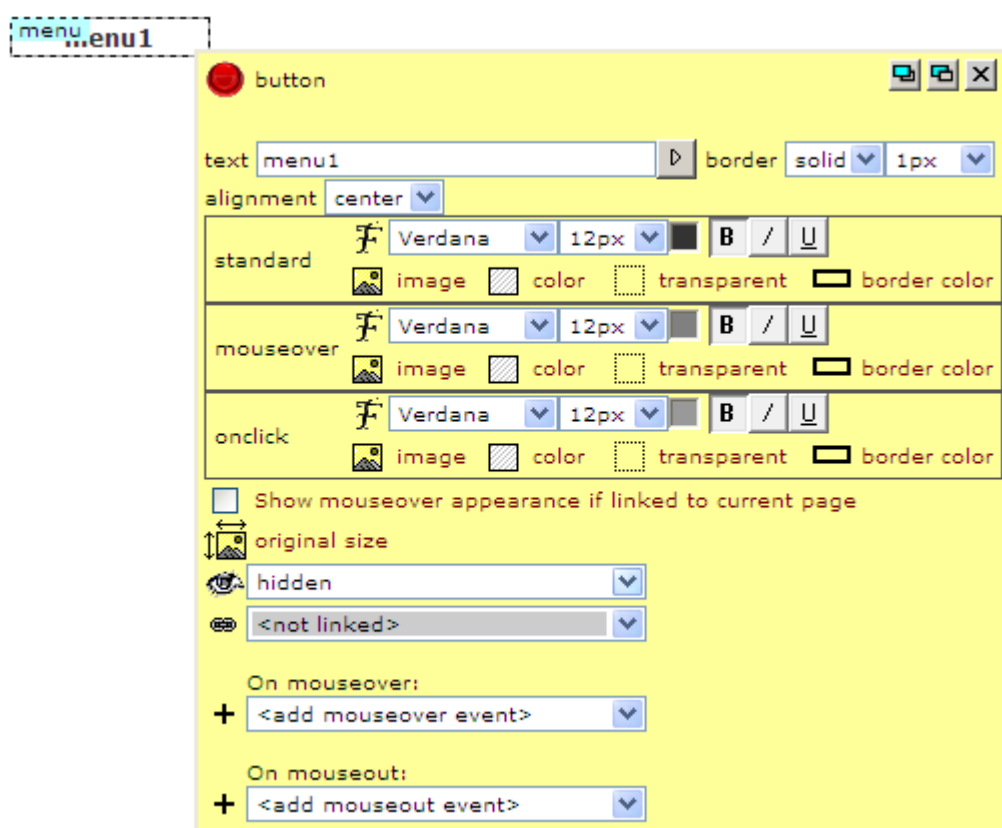 menu
menu1
button
text menu1 border solid 1px
alignment center
Verdana 12px B / U
standard
image color transparent border color
Verdana 12px B / U
mouseover
image color transparent border color
Verdana 12px B / U
onclick
image color transparent border color
Show mouseover appearance if linked to current page
original size
hidden
<not linked>
On mouseover:
+ <add mouseover event>
On mouseout:
+ <add mouseout event>